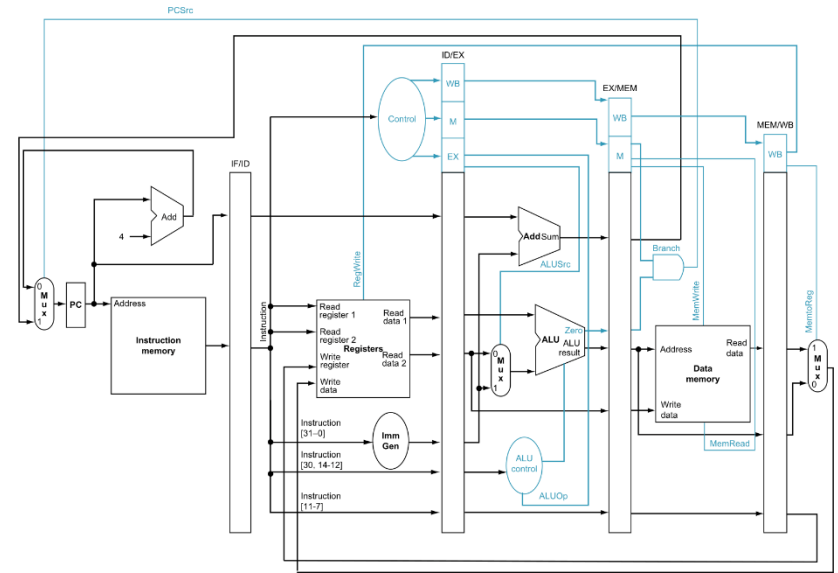 PCSrc
ID/EX
WB
EX/MEM
Control
M
WB
MEM/WB
EX
M
WB
IF/ID
Add
4
Add Sum
Branch
ALUSrc
RegWrite
MemWrite
MemtoReg
0
Mux
1
PC
Address
Instruction
memory
Instruction
Read
register 1
Read
register 2
Write
register
Write
data
Registers
Read
data 1
Read
data 2
0
Mux
1
ALU
Zero
ALU
result
Address
Read
data
Data
memory
Write
data
1
Mux
0
MemRead
Instruction
[31–0]
Imm
Gen
Instruction
[30, 14-12]
ALU
control
ALUOp
Instruction
[11-7]